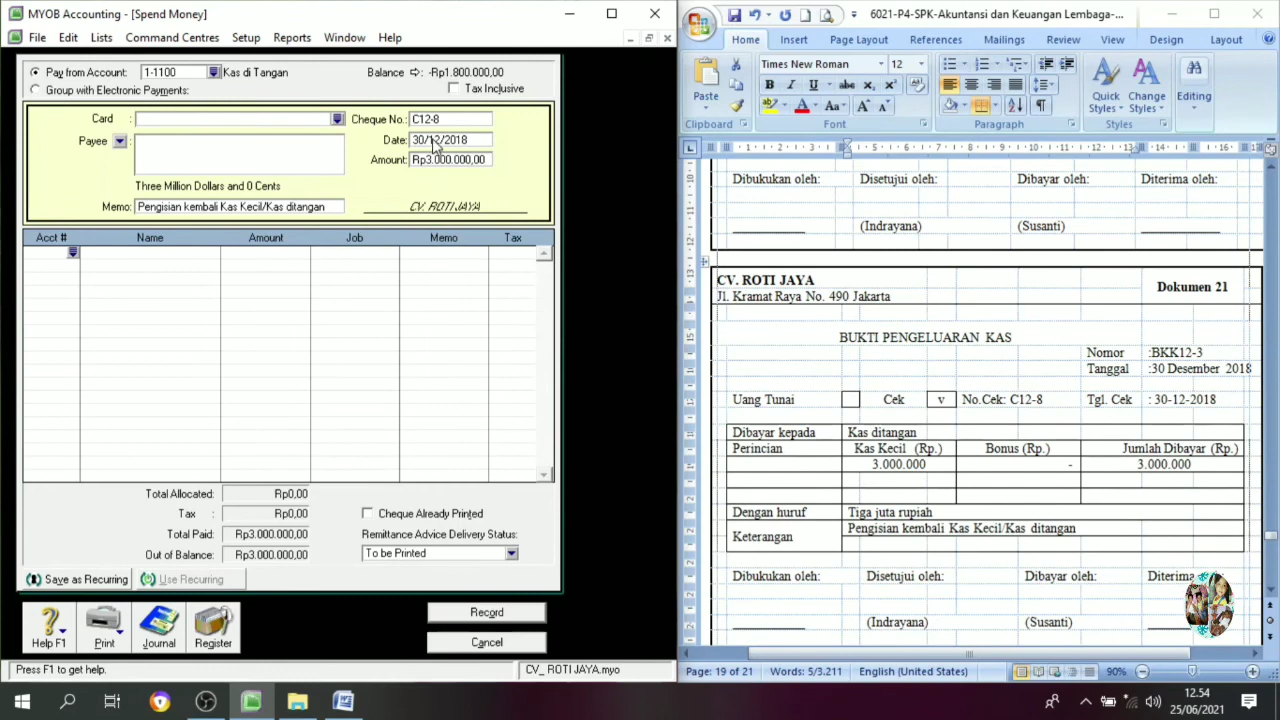 MYOB Accounting - [Spend Money]
File Edit Lists Command Centres Setup Reports Window Help
Pay from Account: 1-1100 Kas di Tangan Balance -Rp1.800.000,00
Group with Electronic Payments: Tax Inclusive
Card : Cheque No.: C12-8
Date: 30/12/2018
Payee :
Amount: Rp3.000.000,00
Three Million Dollars and 0 Cents
Memo: Pengisian kembali Kas Kecil/Kas ditangan CV. ROTI JAYA
Acct # Name Amount Job Memo Tax
Total Allocated: Rp0,00
Tax : Rp0,00 Cheque Already Printed
Total Paid: Rp3.000.000,00 Remittance Advice Delivery Status:
Out of Balance: Rp3.000.000,00 To be Printed
Save as Recurring Use Recurring
Help F1 Print Journal Register
Record
Cancel
Press F1 to get help. CV_ ROTI JAYA.myo
6021-P4-SPK-Akuntansi dan Keuangan Lembaga-...
Home Insert Page Layout References Mailings Review View Design Layout
Times New Roman 12
Paste Quick Styles Change Styles Editing
Clipboard Font Paragraph Styles
Dibukukan oleh: Disetujui oleh: Dibayar oleh: Diterima oleh:
(Indrayana) (Susanti)
CV. ROTI JAYA Dokumen 21
Jl. Kramat Raya No. 490 Jakarta
BUKTI PENGELUARAN KAS
Nomor :BKK12-3
Tanggal :30 Desember 2018
Uang Tunai Cek v No.Cek: C12-8 Tgl. Cek : 30-12-2018
Dibayar kepada Kas ditangan
Perincian Kas Kecil (Rp.) Bonus (Rp.) Jumlah Dibayar (Rp.)
3.000.000 - 3.000.000
Dengan huruf Tiga juta rupiah
Keterangan Pengisian kembali Kas Kecil/Kas ditangan
Dibukukan oleh: Disetujui oleh: Dibayar oleh: Diterima
(Indrayana) (Susanti)
Page: 19 of 21 Words: 5/3.211 English (United States) 90%
12.54
25/06/2021